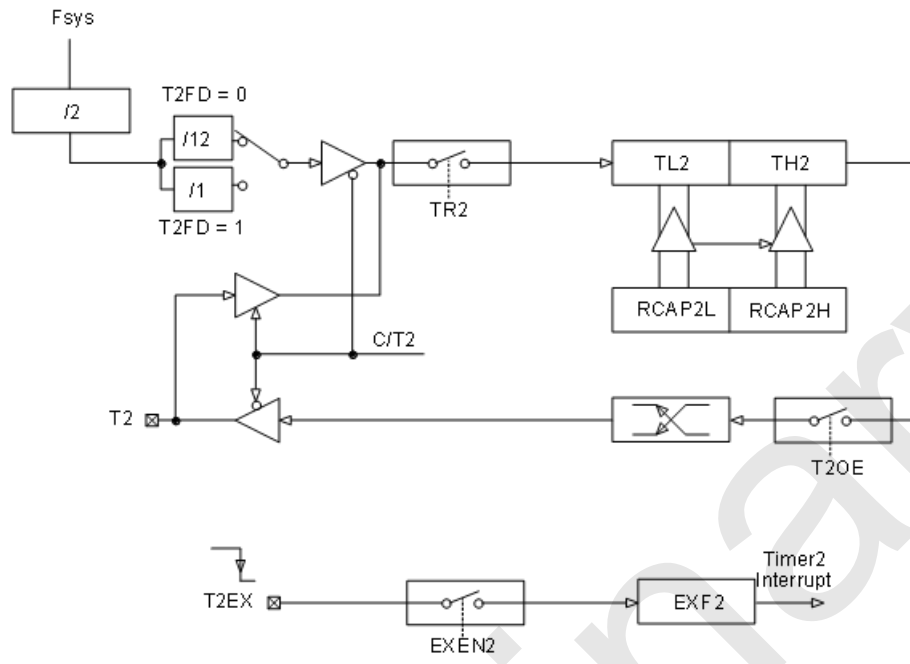 Fsys
/2
T2FD = 0
/12
/1
T2FD = 1
TR2
TL2
TH2
RCAP2L
RCAP2H
C/T2
T2
T2OE
T2EX
EXEN2
EXF2
Timer2
Interrupt